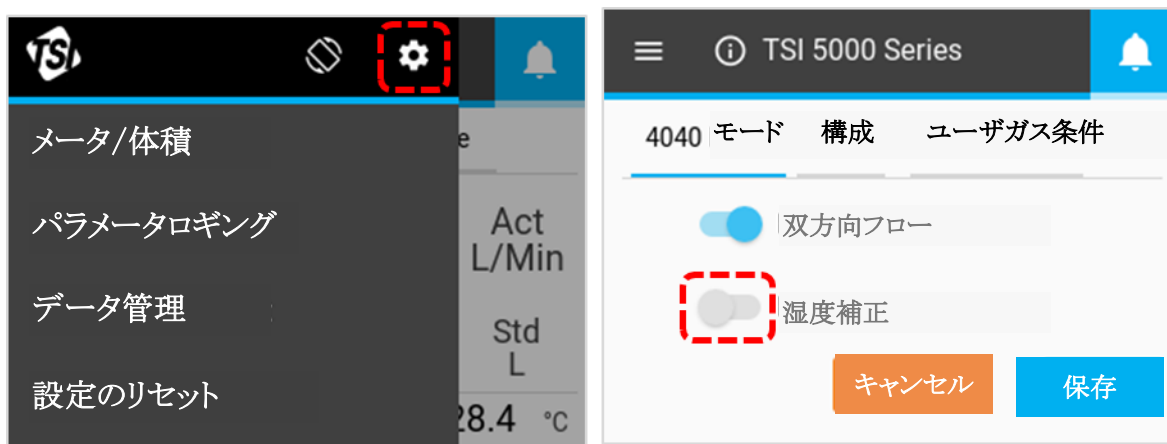 TSI
メータ/体積
パラメータロギング
データ管理
設定のリセット
e
Act
L/Min
Std
L
28.4 °C
TSI 5000 Series
4040 モード 構成 ユーザガス条件
双方向フロー
湿度補正
キャンセル 保存